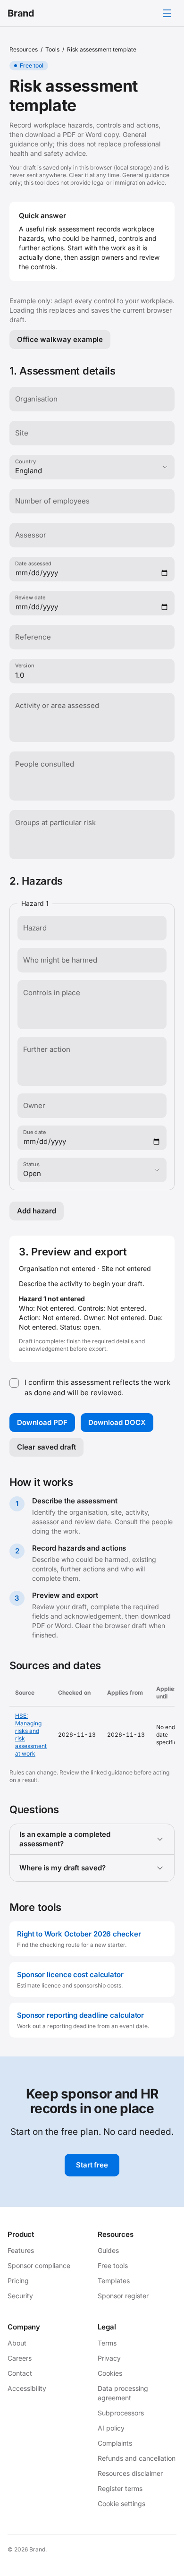 Brand
Resources / Tools / Risk assessment template
Free tool
Risk assessment
template
Record workplace hazards, controls and further
actions, then download a PDF or Word copy. General
guidance only; this does not replace professional
health and safety advice.
Your draft is saved only in this browser (local storage) and is
never sent anywhere. Clear it at any time. General guidance
only; this tool does not provide legal or immigration advice.
Quick answer
A useful risk assessment records workplace
hazards, who could be harmed, controls and
further actions. Start with the work as it is
actually done, then assign owners and review
the controls.
Example only: adapt every control to your workplace.
Loading this replaces and saves the current browser
draft.
Office walkway example
1. Assessment details
Organisation
Site
Country
England
Number of employees
Assessor
Date assessed
mm/dd/yyyy
Review date
mm/dd/yyyy
Reference
Version
1.0
Activity or area assessed
People consulted
Groups at particular risk
2. Hazards
Hazard 1
Hazard
Who might be harmed
Controls in place
Further action
Owner
Due date
mm/dd/yyyy
Status
Open
Add hazard
3. Preview and export
Organisation not entered · Site not entered
Describe the activity to begin your draft.
Hazard 1 not entered
Who: Not entered. Controls: Not entered.
Action: Not entered. Owner: Not entered. Due:
Not entered. Status: open.
Draft incomplete: finish the required details and
acknowledgement before export.
I confirm this assessment reflects the work
as done and will be reviewed.
Download PDF
Download DOCX
Clear saved draft
How it works
1
Describe the assessment
Identify the organisation, site, activity,
assessor and review date. Consult the people
doing the work.
2
Record hazards and actions
Describe who could be harmed, existing
controls, further actions and who will
complete them.
3
Preview and export
Review your draft, complete the required
fields and acknowledgement, then download
PDF or Word. Clear the browser draft when
finished.
Sources and dates
Source Checked on Applies from Applie
until
HSE:
Managing
risks and
risk
assessment
at work
2026-11-13 2026-11-13
No end
date
specifie
Rules can change. Review the linked guidance before acting
on a result.
Questions
Is an example a completed
assessment?
Where is my draft saved?
More tools
Right to Work October 2026 checker
Find the checking route for a new starter.
Sponsor licence cost calculator
Estimate licence and sponsorship costs.
Sponsor reporting deadline calculator
Work out a reporting deadline from an event date.
Keep sponsor and HR
records in one place
Start on the free plan. No card needed.
Start free
Product
Features
Sponsor compliance
Pricing
Security
Resources
Guides
Free tools
Templates
Sponsor register
Company
About
Careers
Contact
Accessibility
Legal
Terms
Privacy
Cookies
Data processing
agreement
Subprocessors
AI policy
Complaints
Refunds and cancellation
Resources disclaimer
Register terms
Cookie settings
© 2026 Brand.